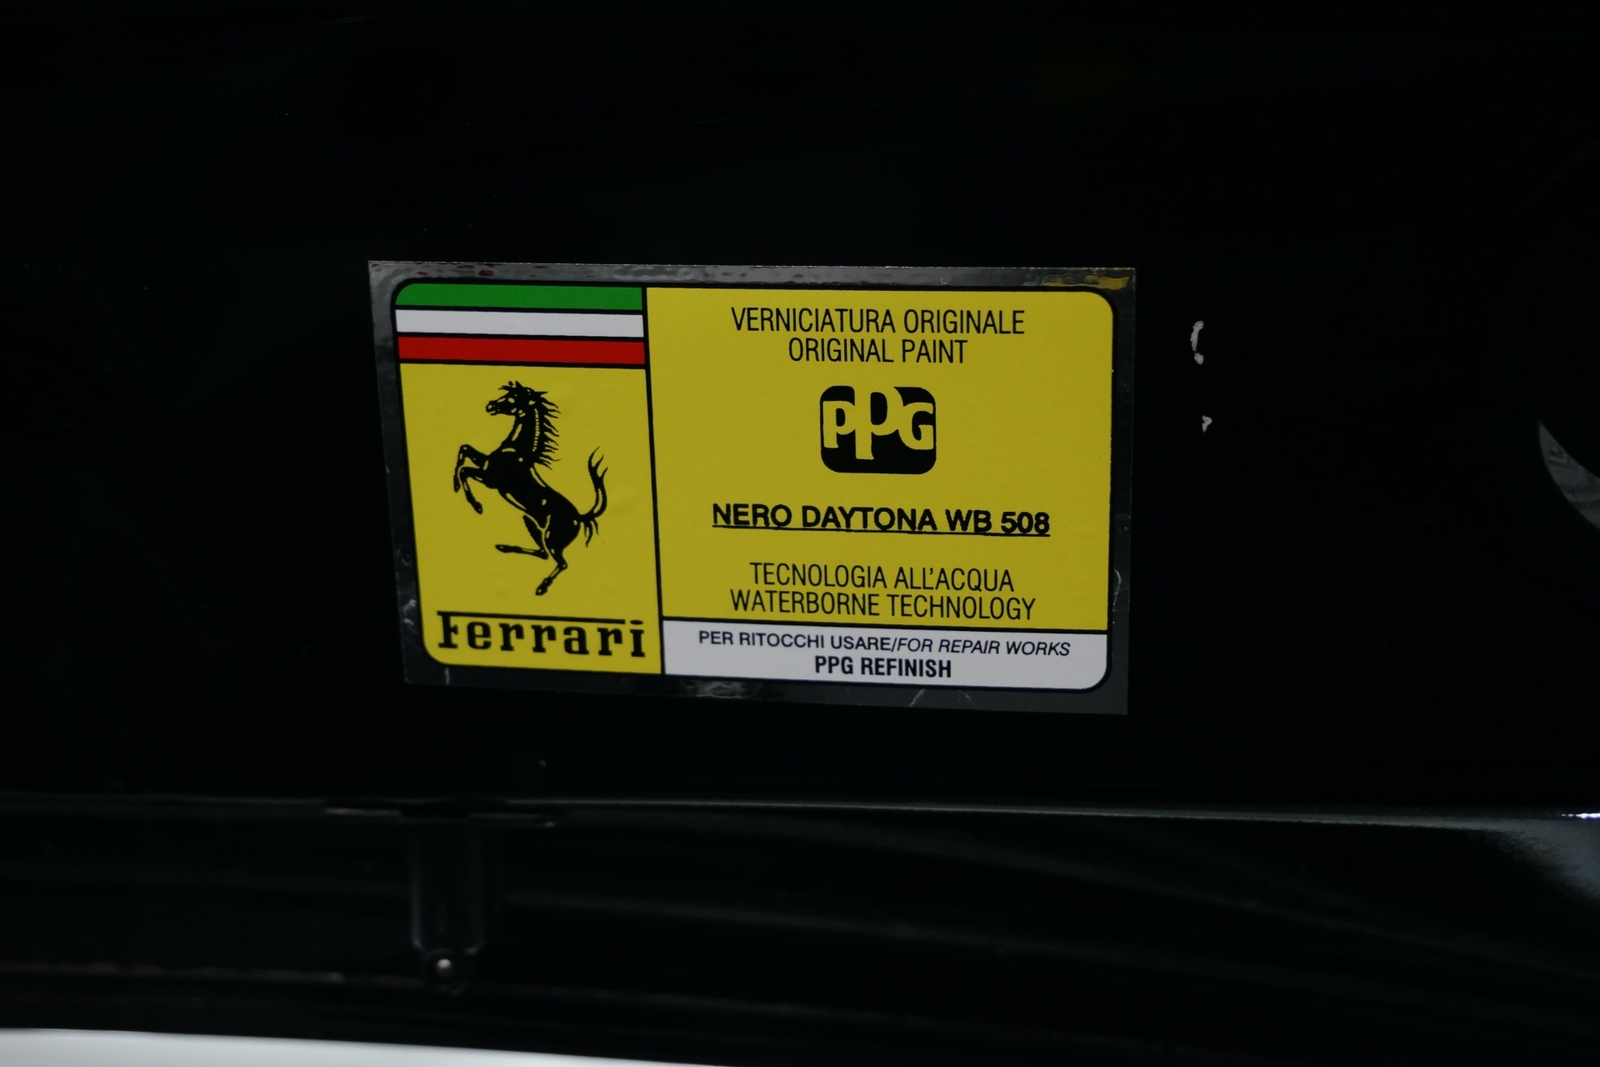 VERNICIATURA ORIGINALE
ORIGINAL PAINT
PPG
NERO DAYTONA WB 508
TECNOLOGIA ALL'ACQUA
WATERBORNE TECHNOLOGY
Ferrari
PER RITOCCHI USARE/FOR REPAIR WORKS
PPG REFINISH